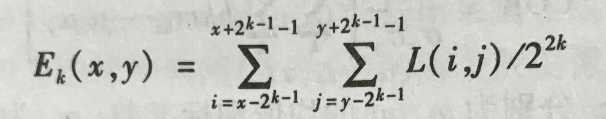 E_k(x,y) = \sum_{i=x-2^{k-1}}^{x+2^{k-1}-1} \sum_{j=y-2^{k-1}}^{y+2^{k-1}-1} L(i,j)/2^{2k}